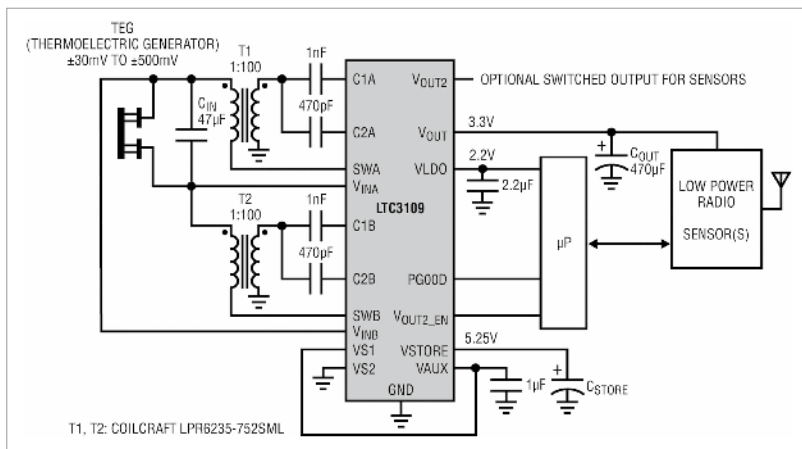 TEG
(THERMOELECTRIC GENERATOR)
±30mV TO ±500mV
T1
1:100
1nF
C1A
CIN
47µF
470pF
C2A
SWA
VINA
T2
1:100
1nF
C1B
470pF
C2B
SWB
VINB
VS1
VS2
LTC3109
GND
VOUT2
OPTIONAL SWITCHED OUTPUT FOR SENSORS
VOUT
3.3V
VLDO
2.2V
2.2µF
+
COUT
470µF
µP
LOW POWER
RADIO
SENSOR(S)
PGOOD
VOUT2_EN
VSTORE
5.25V
VAUX
1µF
+
CSTORE
T1, T2: COILCRAFT LPR6235-752SML